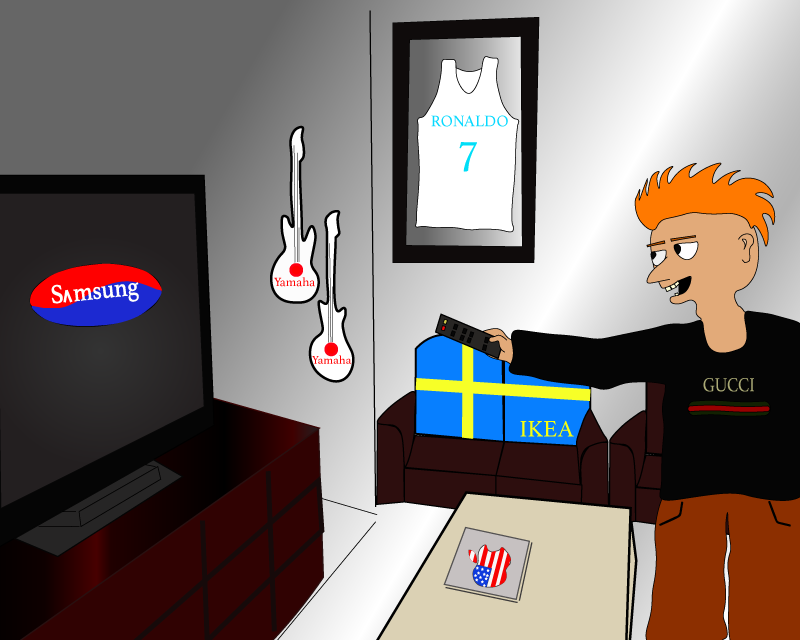 SΛmsung
Yamaha
Yamaha
RONALDO
7
IKEA
GUCCI